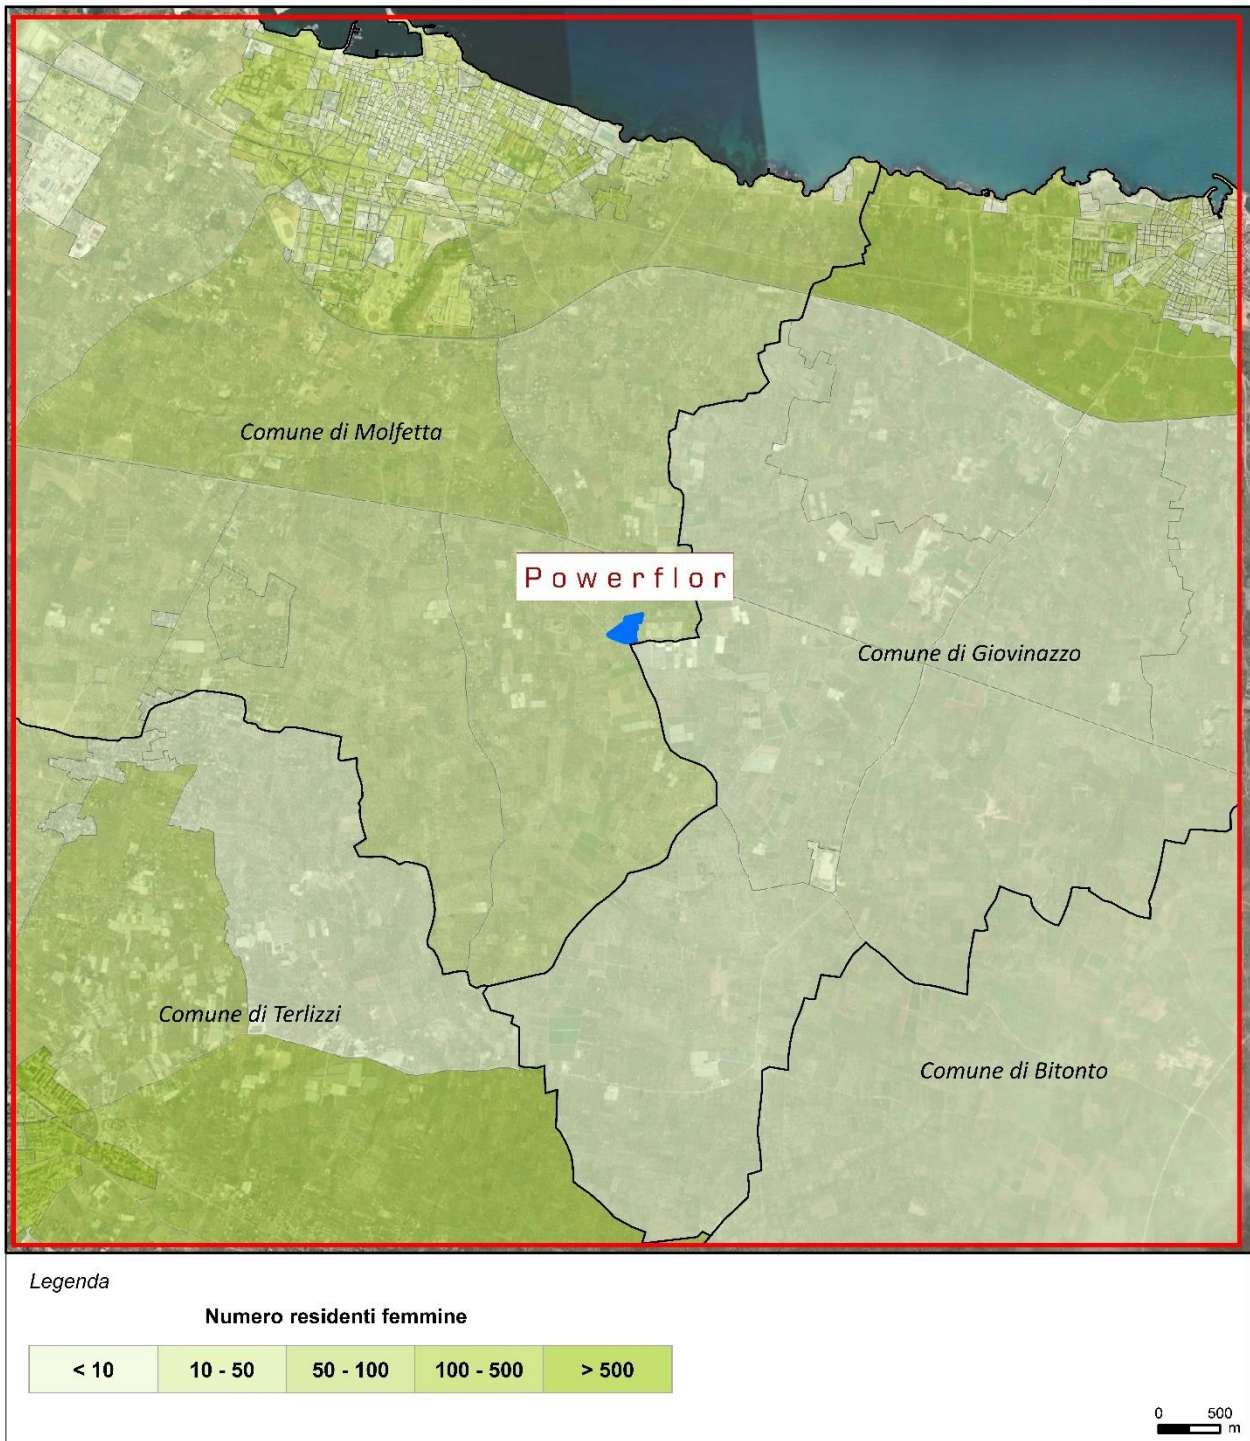 Comune di Molfetta
Powerflor
Comune di Giovinazzo
Comune di Terlizzi
Comune di Bitonto
Legenda
Numero residenti femmine
< 10 10 - 50 50 - 100 100 - 500 > 500
0 500
m